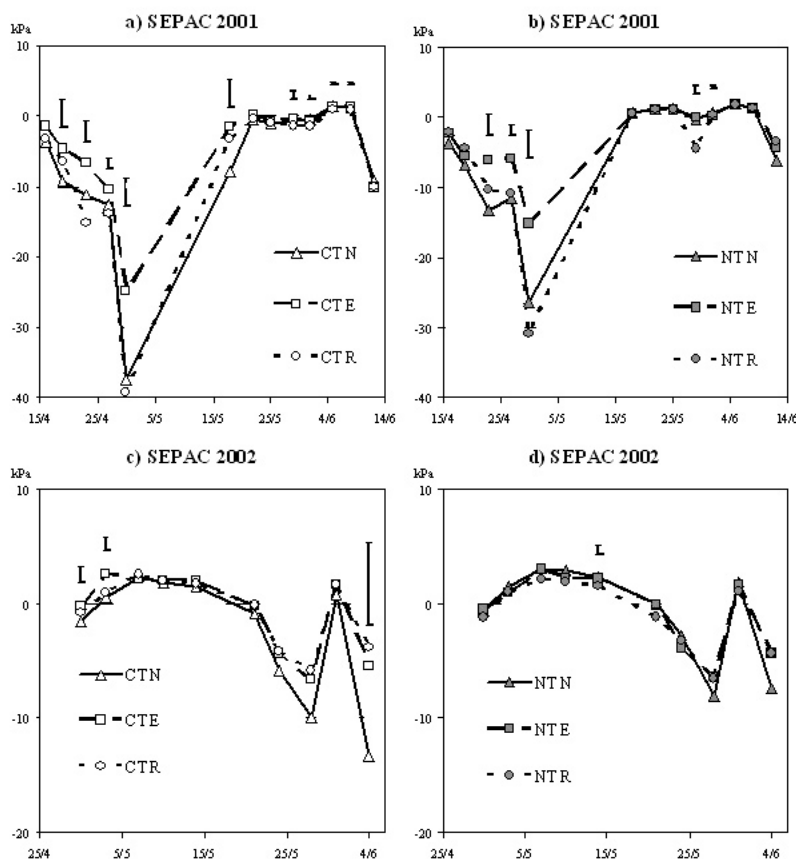 a) SEPAC 2001
kPa
10
0
-10
-20
-30
-40
CTN
CTE
CTR
15/4 25/4 5/5 15/5 25/5 4/6 14/6
b) SEPAC 2001
kPa
10
0
-10
-20
-30
-40
NTN
NTE
NTR
15/4 25/4 5/5 15/5 25/5 4/6 14/6
c) SEPAC 2002
kPa
10
0
-10
-20
CTN
CTE
CTR
25/4 5/5 15/5 25/5 4/6
d) SEPAC 2002
kPa
10
0
-10
-20
NTN
NTE
NTR
25/4 5/5 15/5 25/5 4/6